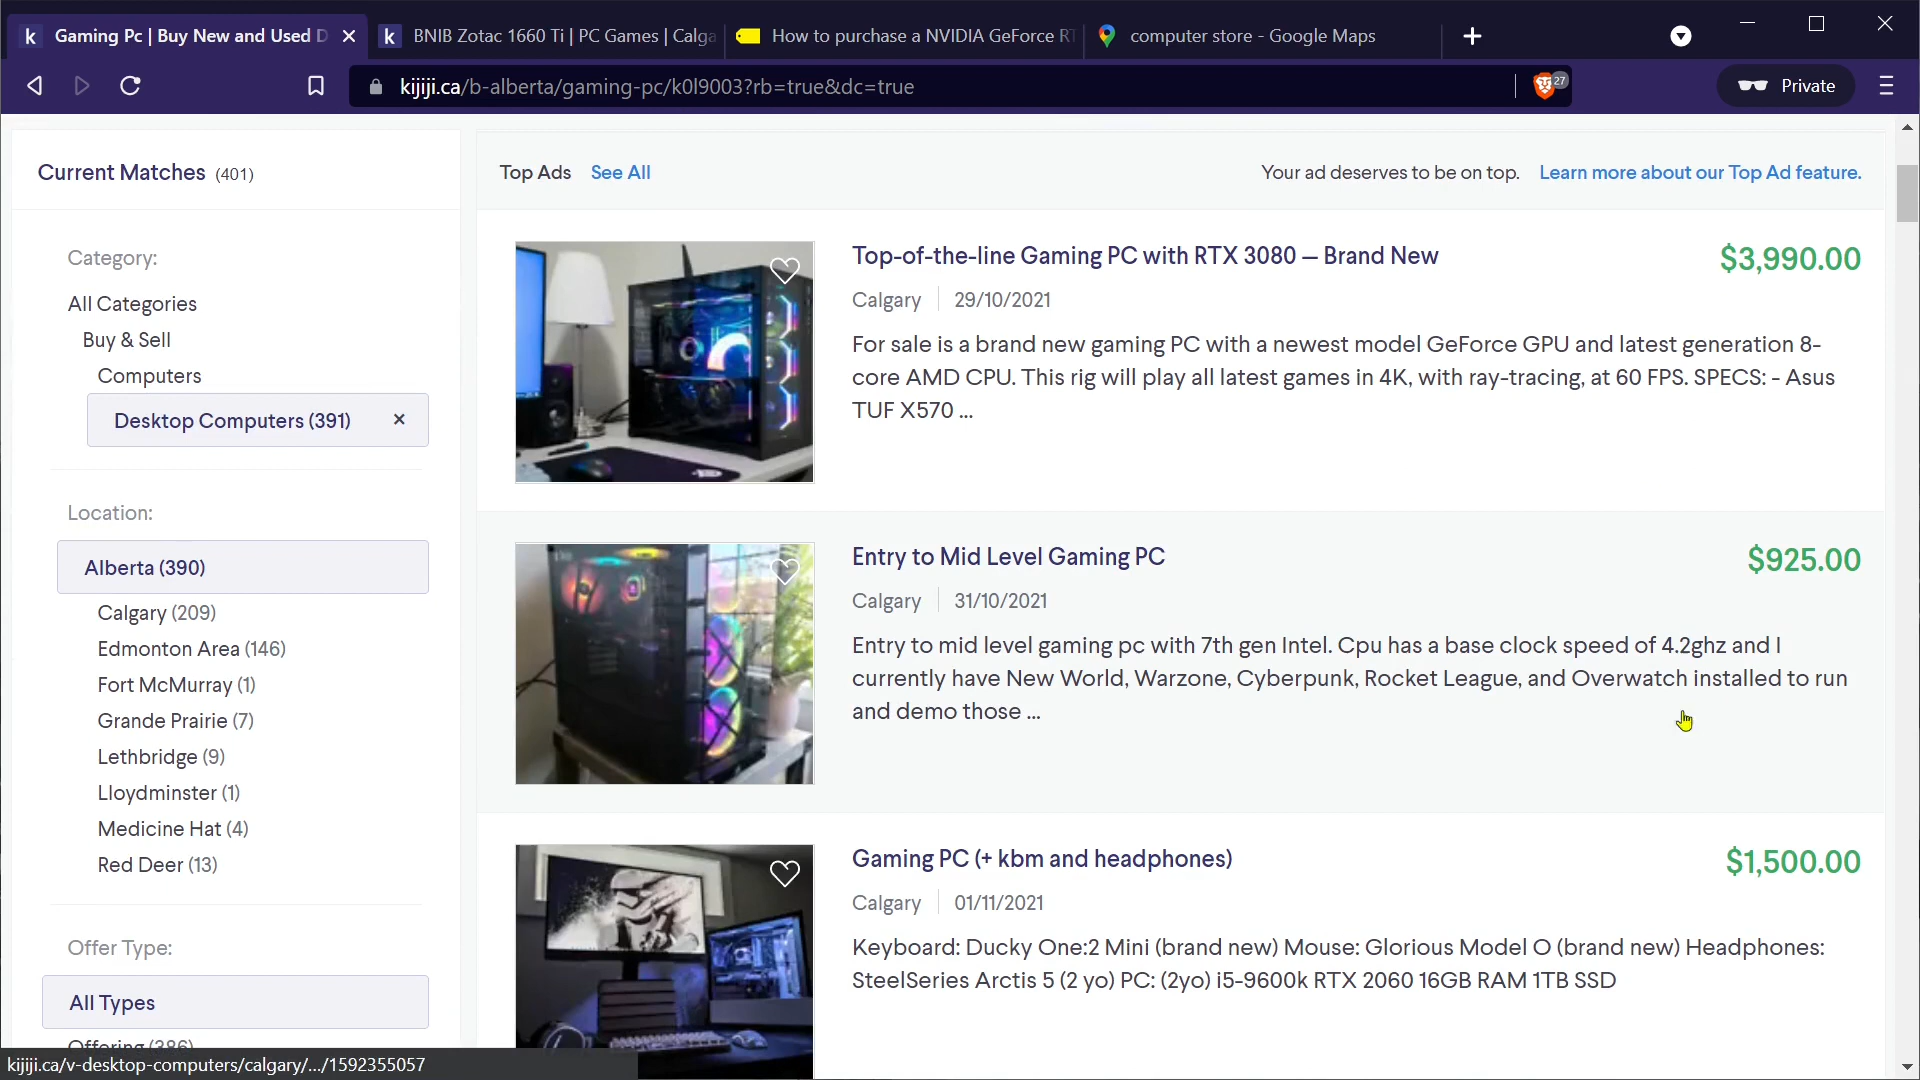 k Gaming Pc | Buy New and Used D
k BNIB Zotac 1660 Ti | PC Games | Calga
How to purchase a NVIDIA GeForce RT
computer store - Google Maps
kijiji.ca/b-alberta/gaming-pc/k0l9003?rb=true&dc=true
27
Private
Current Matches (401)
Category:
All Categories
Buy & Sell
Computers
Desktop Computers (391) ×
Location:
Alberta (390)
Calgary (209)
Edmonton Area (146)
Fort McMurray (1)
Grande Prairie (7)
Lethbridge (9)
Lloydminster (1)
Medicine Hat (4)
Red Deer (13)
Offer Type:
All Types
Offering (386)
Top Ads See All
Your ad deserves to be on top. Learn more about our Top Ad feature.
Top-of-the-line Gaming PC with RTX 3080 — Brand New
$3,990.00
Calgary | 29/10/2021
For sale is a brand new gaming PC with a newest model GeForce GPU and latest generation 8-
core AMD CPU. This rig will play all latest games in 4K, with ray-tracing, at 60 FPS. SPECS: - Asus
TUF X570 ...
Entry to Mid Level Gaming PC
$925.00
Calgary | 31/10/2021
Entry to mid level gaming pc with 7th gen Intel. Cpu has a base clock speed of 4.2ghz and I
currently have New World, Warzone, Cyberpunk, Rocket League, and Overwatch installed to run
and demo those ...
Gaming PC (+ kbm and headphones)
$1,500.00
Calgary | 01/11/2021
Keyboard: Ducky One:2 Mini (brand new) Mouse: Glorious Model O (brand new) Headphones:
SteelSeries Arctis 5 (2 yo) PC: (2yo) i5-9600k RTX 2060 16GB RAM 1TB SSD
kijiji.ca/v-desktop-computers/calgary/.../1592355057